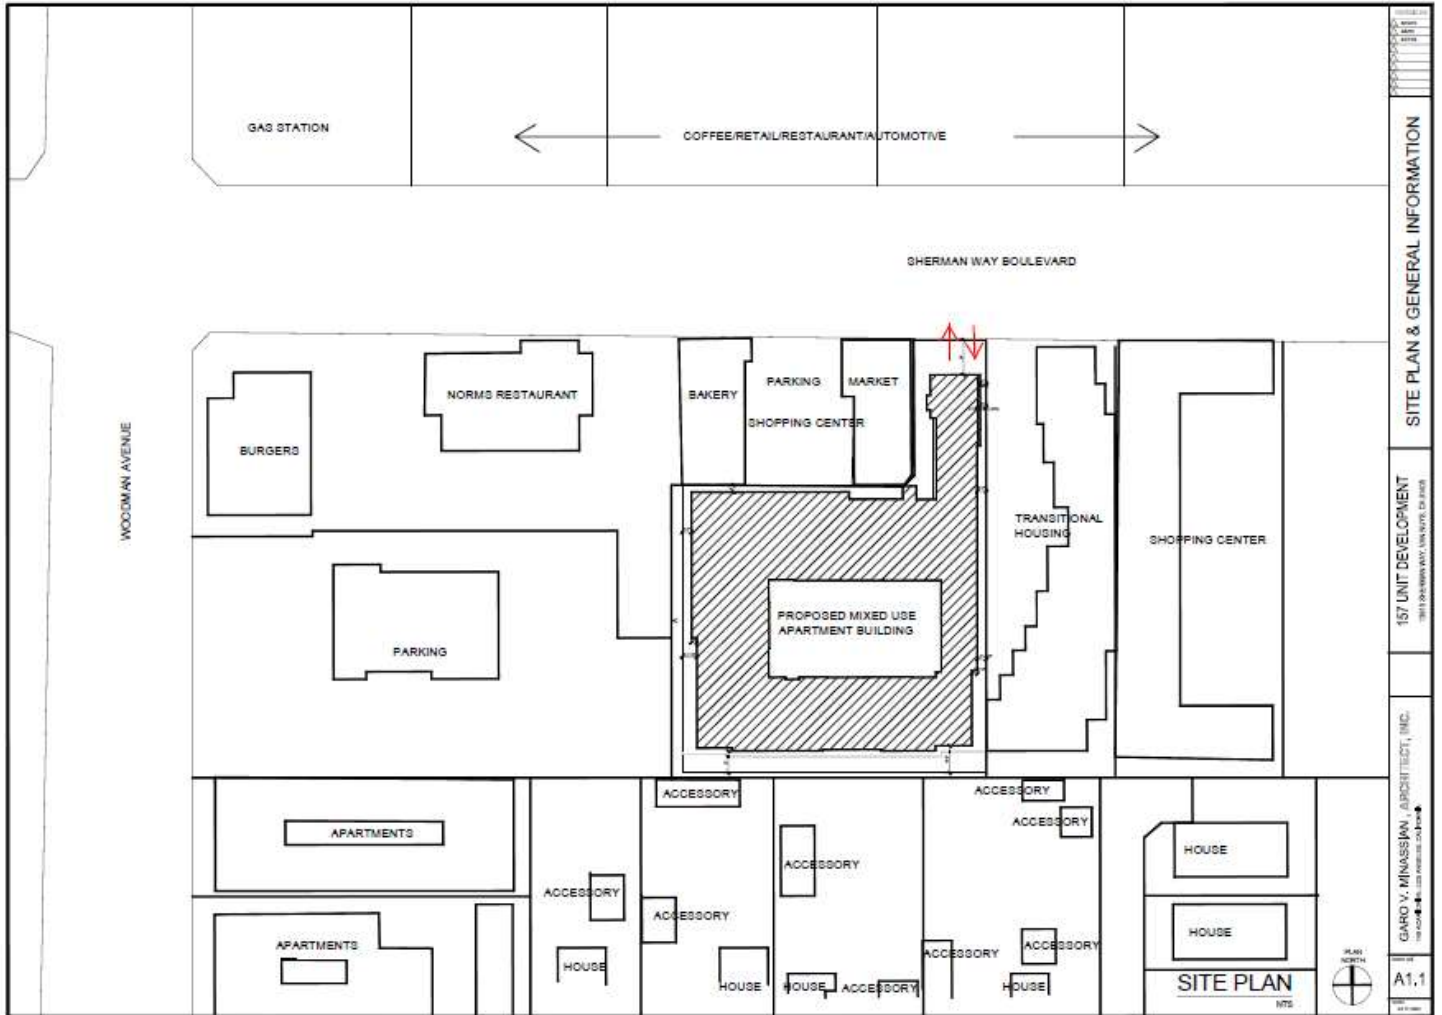 GAS STATION
COFFEE/RETAIL/RESTAURANT/AUTOMOTIVE
SHERMAN WAY BOULEVARD
WOODMAN AVENUE
BURGERS
NORMS RESTAURANT
BAKERY
PARKING
MARKET
SHOPPING CENTER
TRANSITIONAL
HOUSING
SHOPPING CENTER
PARKING
PROPOSED MIXED USE
APARTMENT BUILDING
APARTMENTS
APARTMENTS
ACCESSORY
ACCESSORY
ACCESSORY
ACCESSORY
ACCESSORY
ACCESSORY
ACCESSORY
ACCESSORY
ACCESSORY
HOUSE
HOUSE
HOUSE
ACCESSORY
HOUSE
HOUSE
HOUSE
SITE PLAN
NTS
PLAN
NORTH
SITE PLAN & GENERAL INFORMATION
157 UNIT DEVELOPMENT
GARO V. MINASSIAN, ARCHITECT, INC.
A1.1